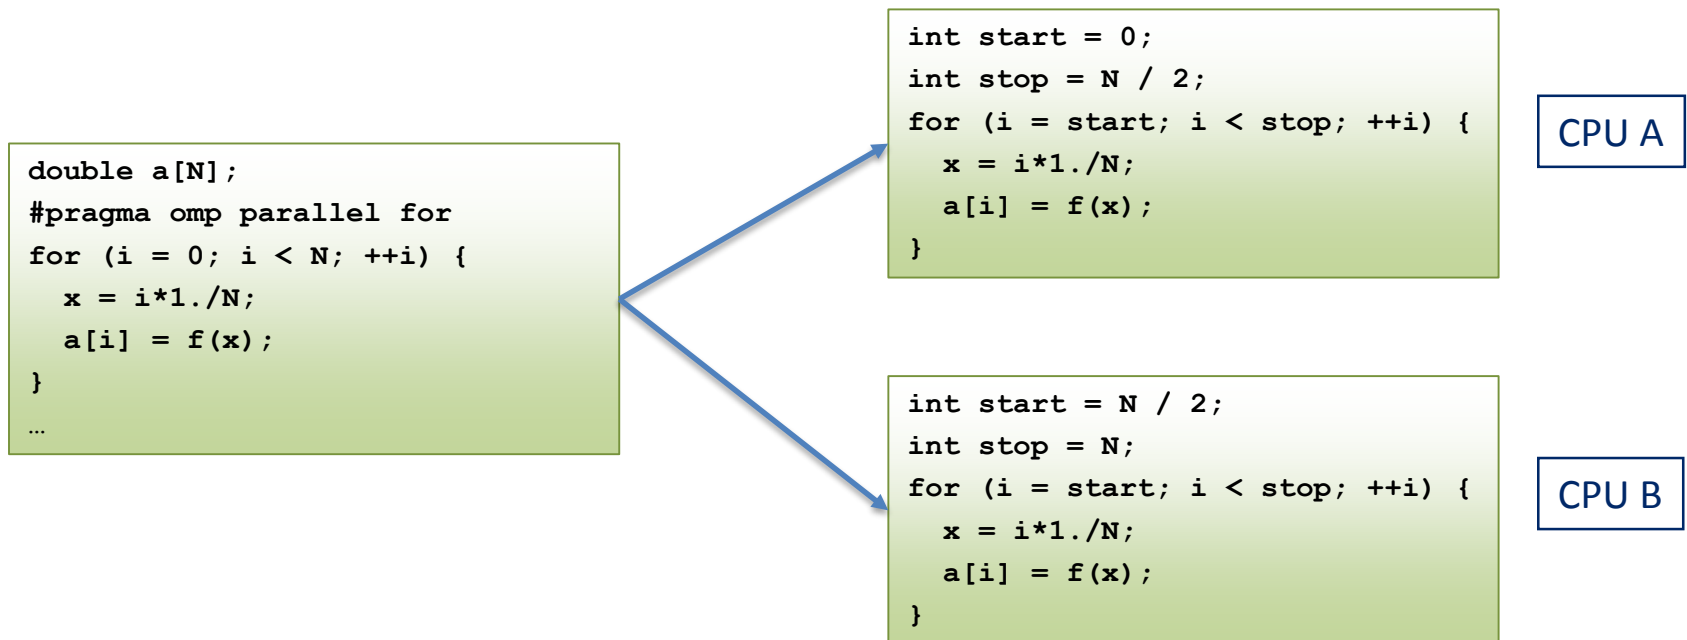 double a[N];
#pragma omp parallel for
for (i = 0; i < N; ++i) {
  x = i*1./N;
  a[i] = f(x);
}
…
int start = 0;
int stop = N / 2;
for (i = start; i < stop; ++i) {
  x = i*1./N;
  a[i] = f(x);
}
CPU A
int start = N / 2;
int stop = N;
for (i = start; i < stop; ++i) {
  x = i*1./N;
  a[i] = f(x);
}
CPU B